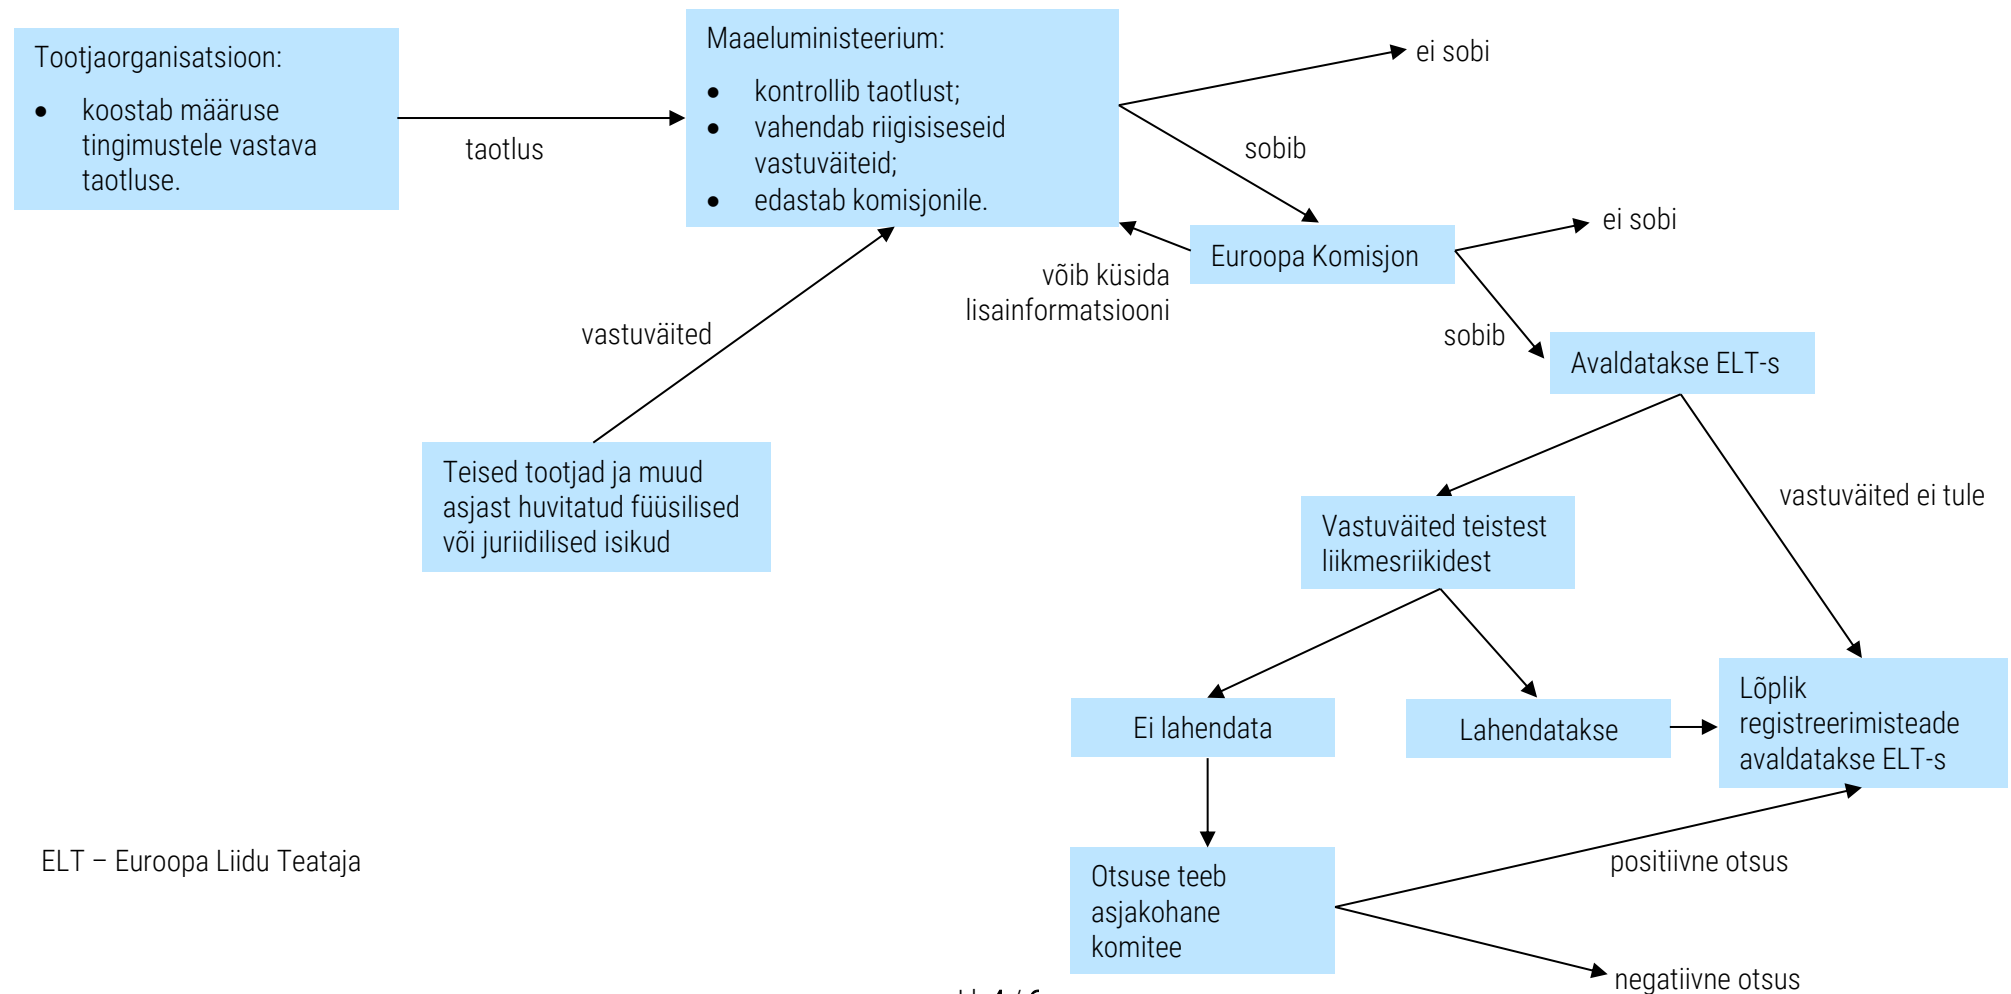 Tootjaorganisatsioon:
• koostab määruse
tingimustele vastava
taotluse.
taotlus
Maaeluministeerium:
• kontrollib taotlust;
• vahendab riigisiseseid
vastuväiteid;
• edastab komisjonile.
ei sobi
sobib
Euroopa Komisjon
ei sobi
võib küsida
lisainformatsiooni
vastuväited
sobib
Avaldatakse ELT-s
Teised tootjad ja muud
asjast huvitatud füüsilised
või juriidilised isikud
vastuväited ei tule
Vastuväited teistest
liikmesriikidest
Ei lahendata
Lahendatakse
Lõplik
registreerimisteade
avaldatakse ELT-s
ELT – Euroopa Liidu Teataja
Otsuse teeb
asjakohane
komitee
positiivne otsus
negatiivne otsus